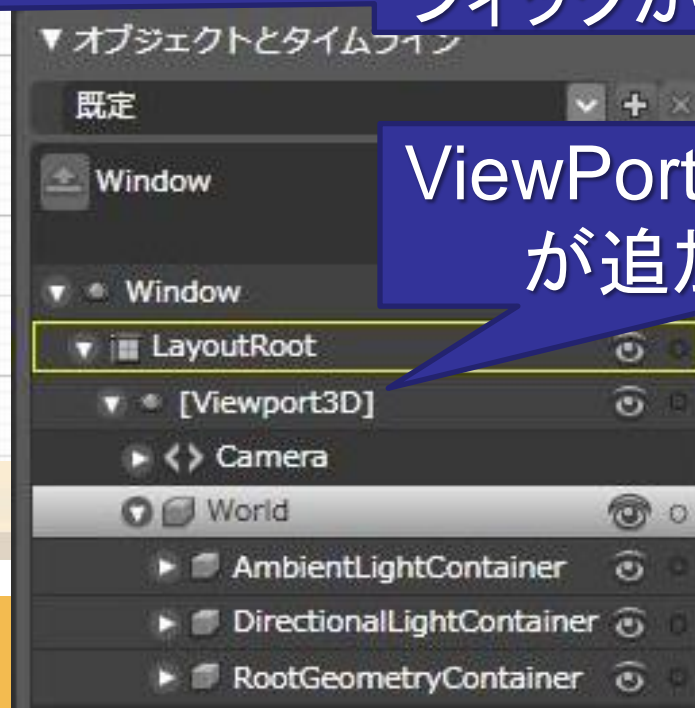 オブジェクトとタイムライン
既定
Window
ViewPort
が追
Window
LayoutRoot
[Viewport3D]
Camera
World
AmbientLightContainer
DirectionalLightContainer
RootGeometryContainer